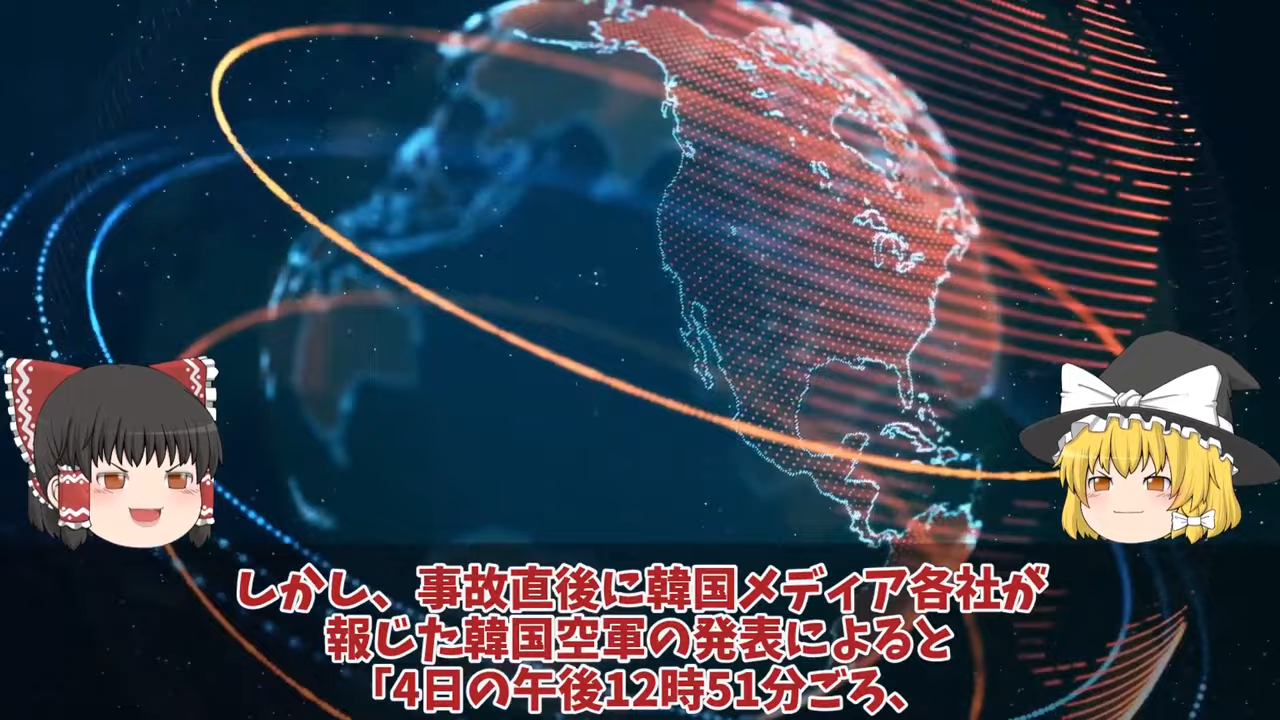 しかし、事故直後に韓国メディア各社が
報じた韓国空軍の発表によると
「4日の午後12時51分ごろ、